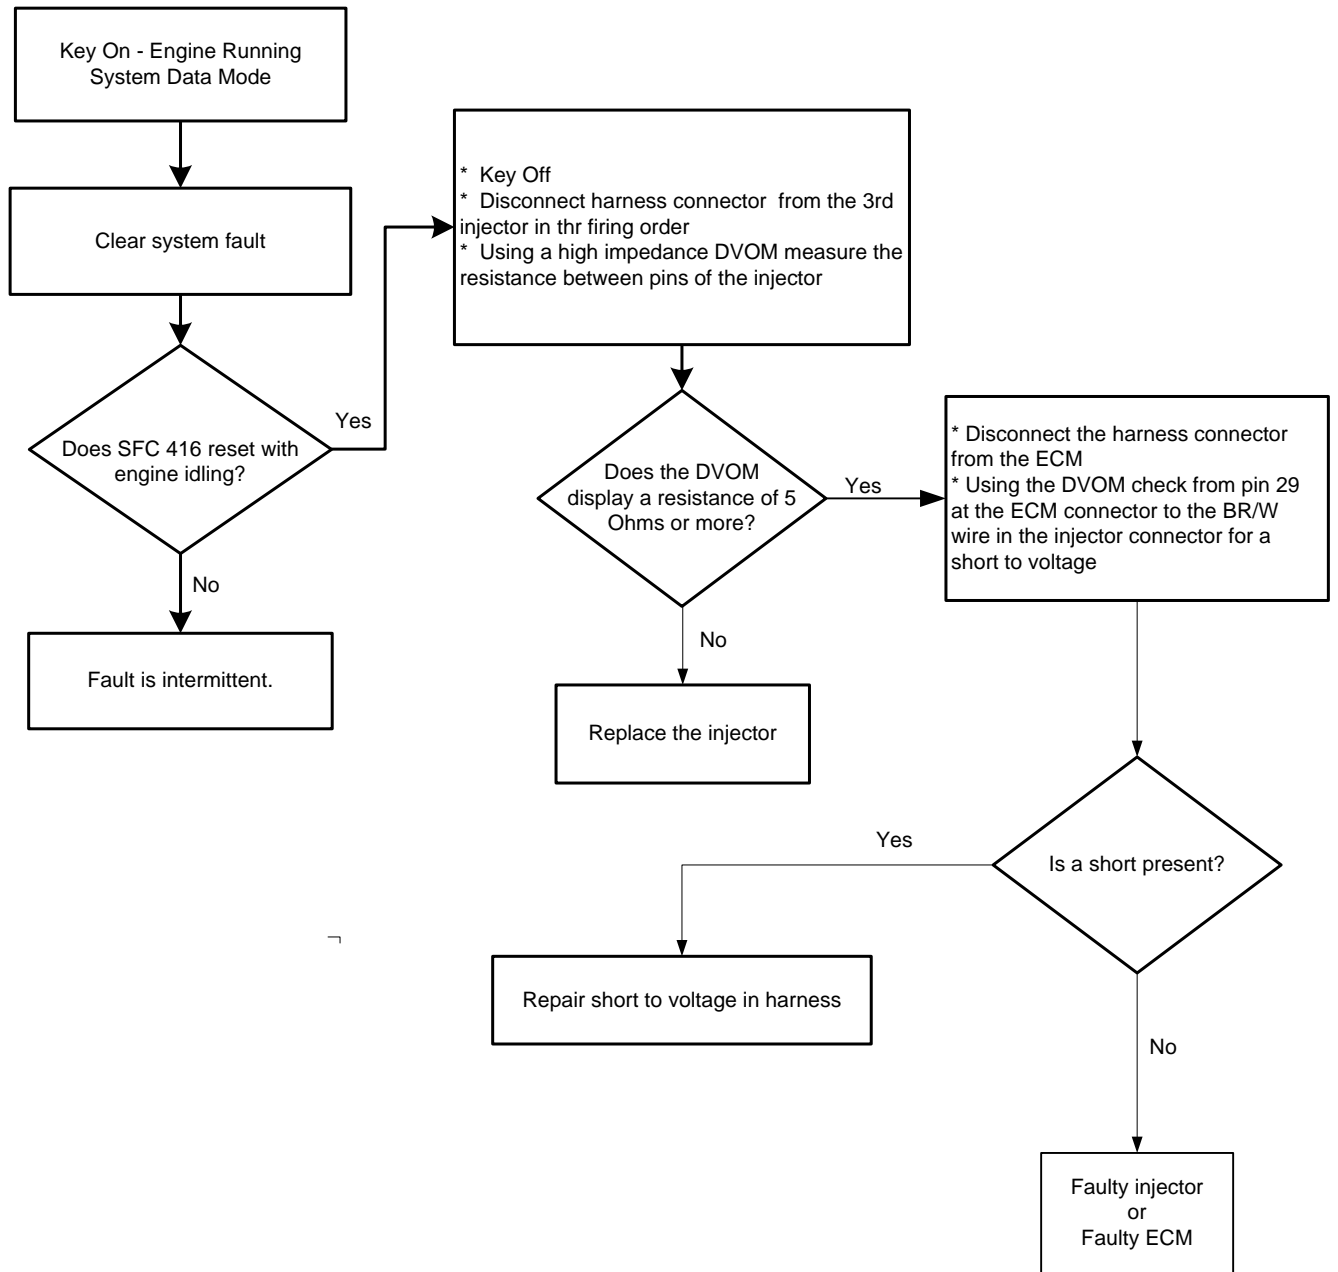 Key On - Engine Running
System Data Mode
Clear system fault
Does SFC 416 reset with
engine idling?
Yes
No
Fault is intermittent.
* Key Off
* Disconnect harness connector from the 3rd
injector in thr firing order
* Using a high impedance DVOM measure the
resistance between pins of the injector
Does the DVOM
display a resistance of 5
Ohms or more?
Yes
No
Replace the injector
* Disconnect the harness connector
from the ECM
* Using the DVOM check from pin 29
at the ECM connector to the BR/W
wire in the injector connector for a
short to voltage
Is a short present?
Yes
Repair short to voltage in harness
No
Faulty injector
or
Faulty ECM